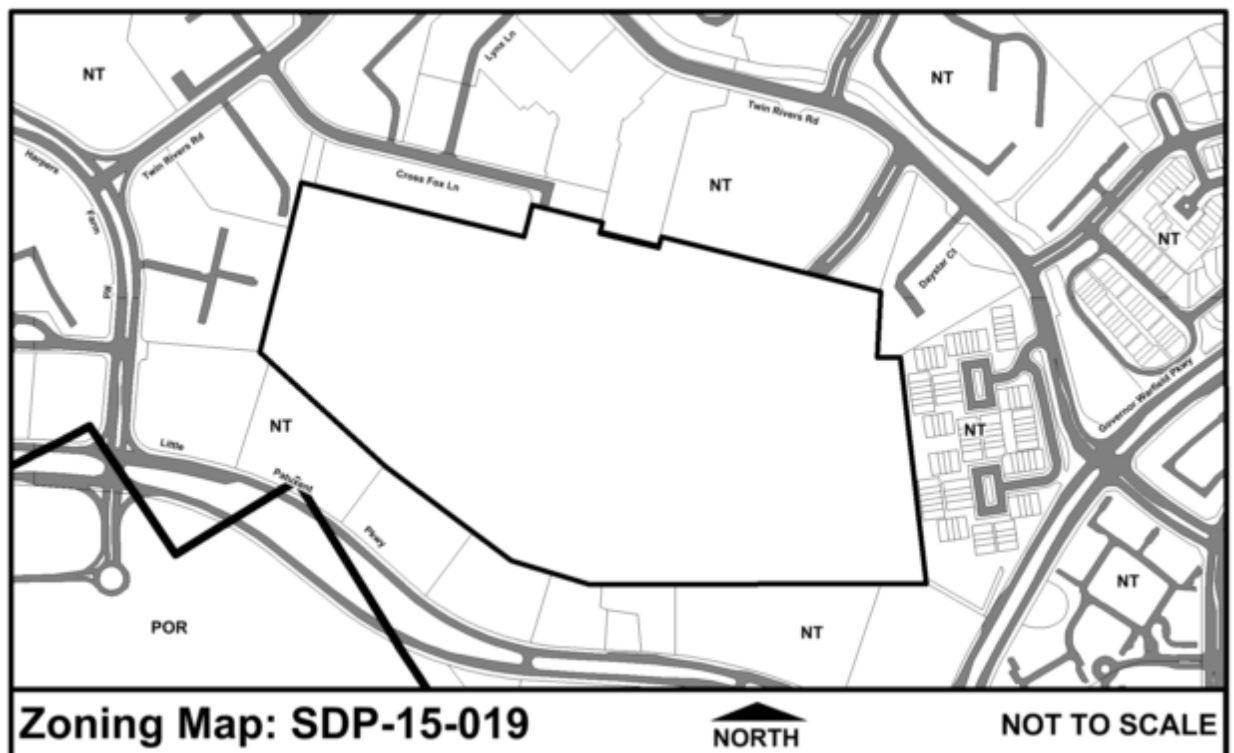 NT
Lynx Ln
NT
Twin Rivers Rd
Harpers
Farm
Rd
Twin Rivers Rd
Cross Fox Ln
NT
NT
Daystar Ct
Governor Warfield Pkwy
NT
NT
Little
Patuxent
Pkwy
NT
POR
NT
Zoning Map: SDP-15-019
NORTH
NOT TO SCALE